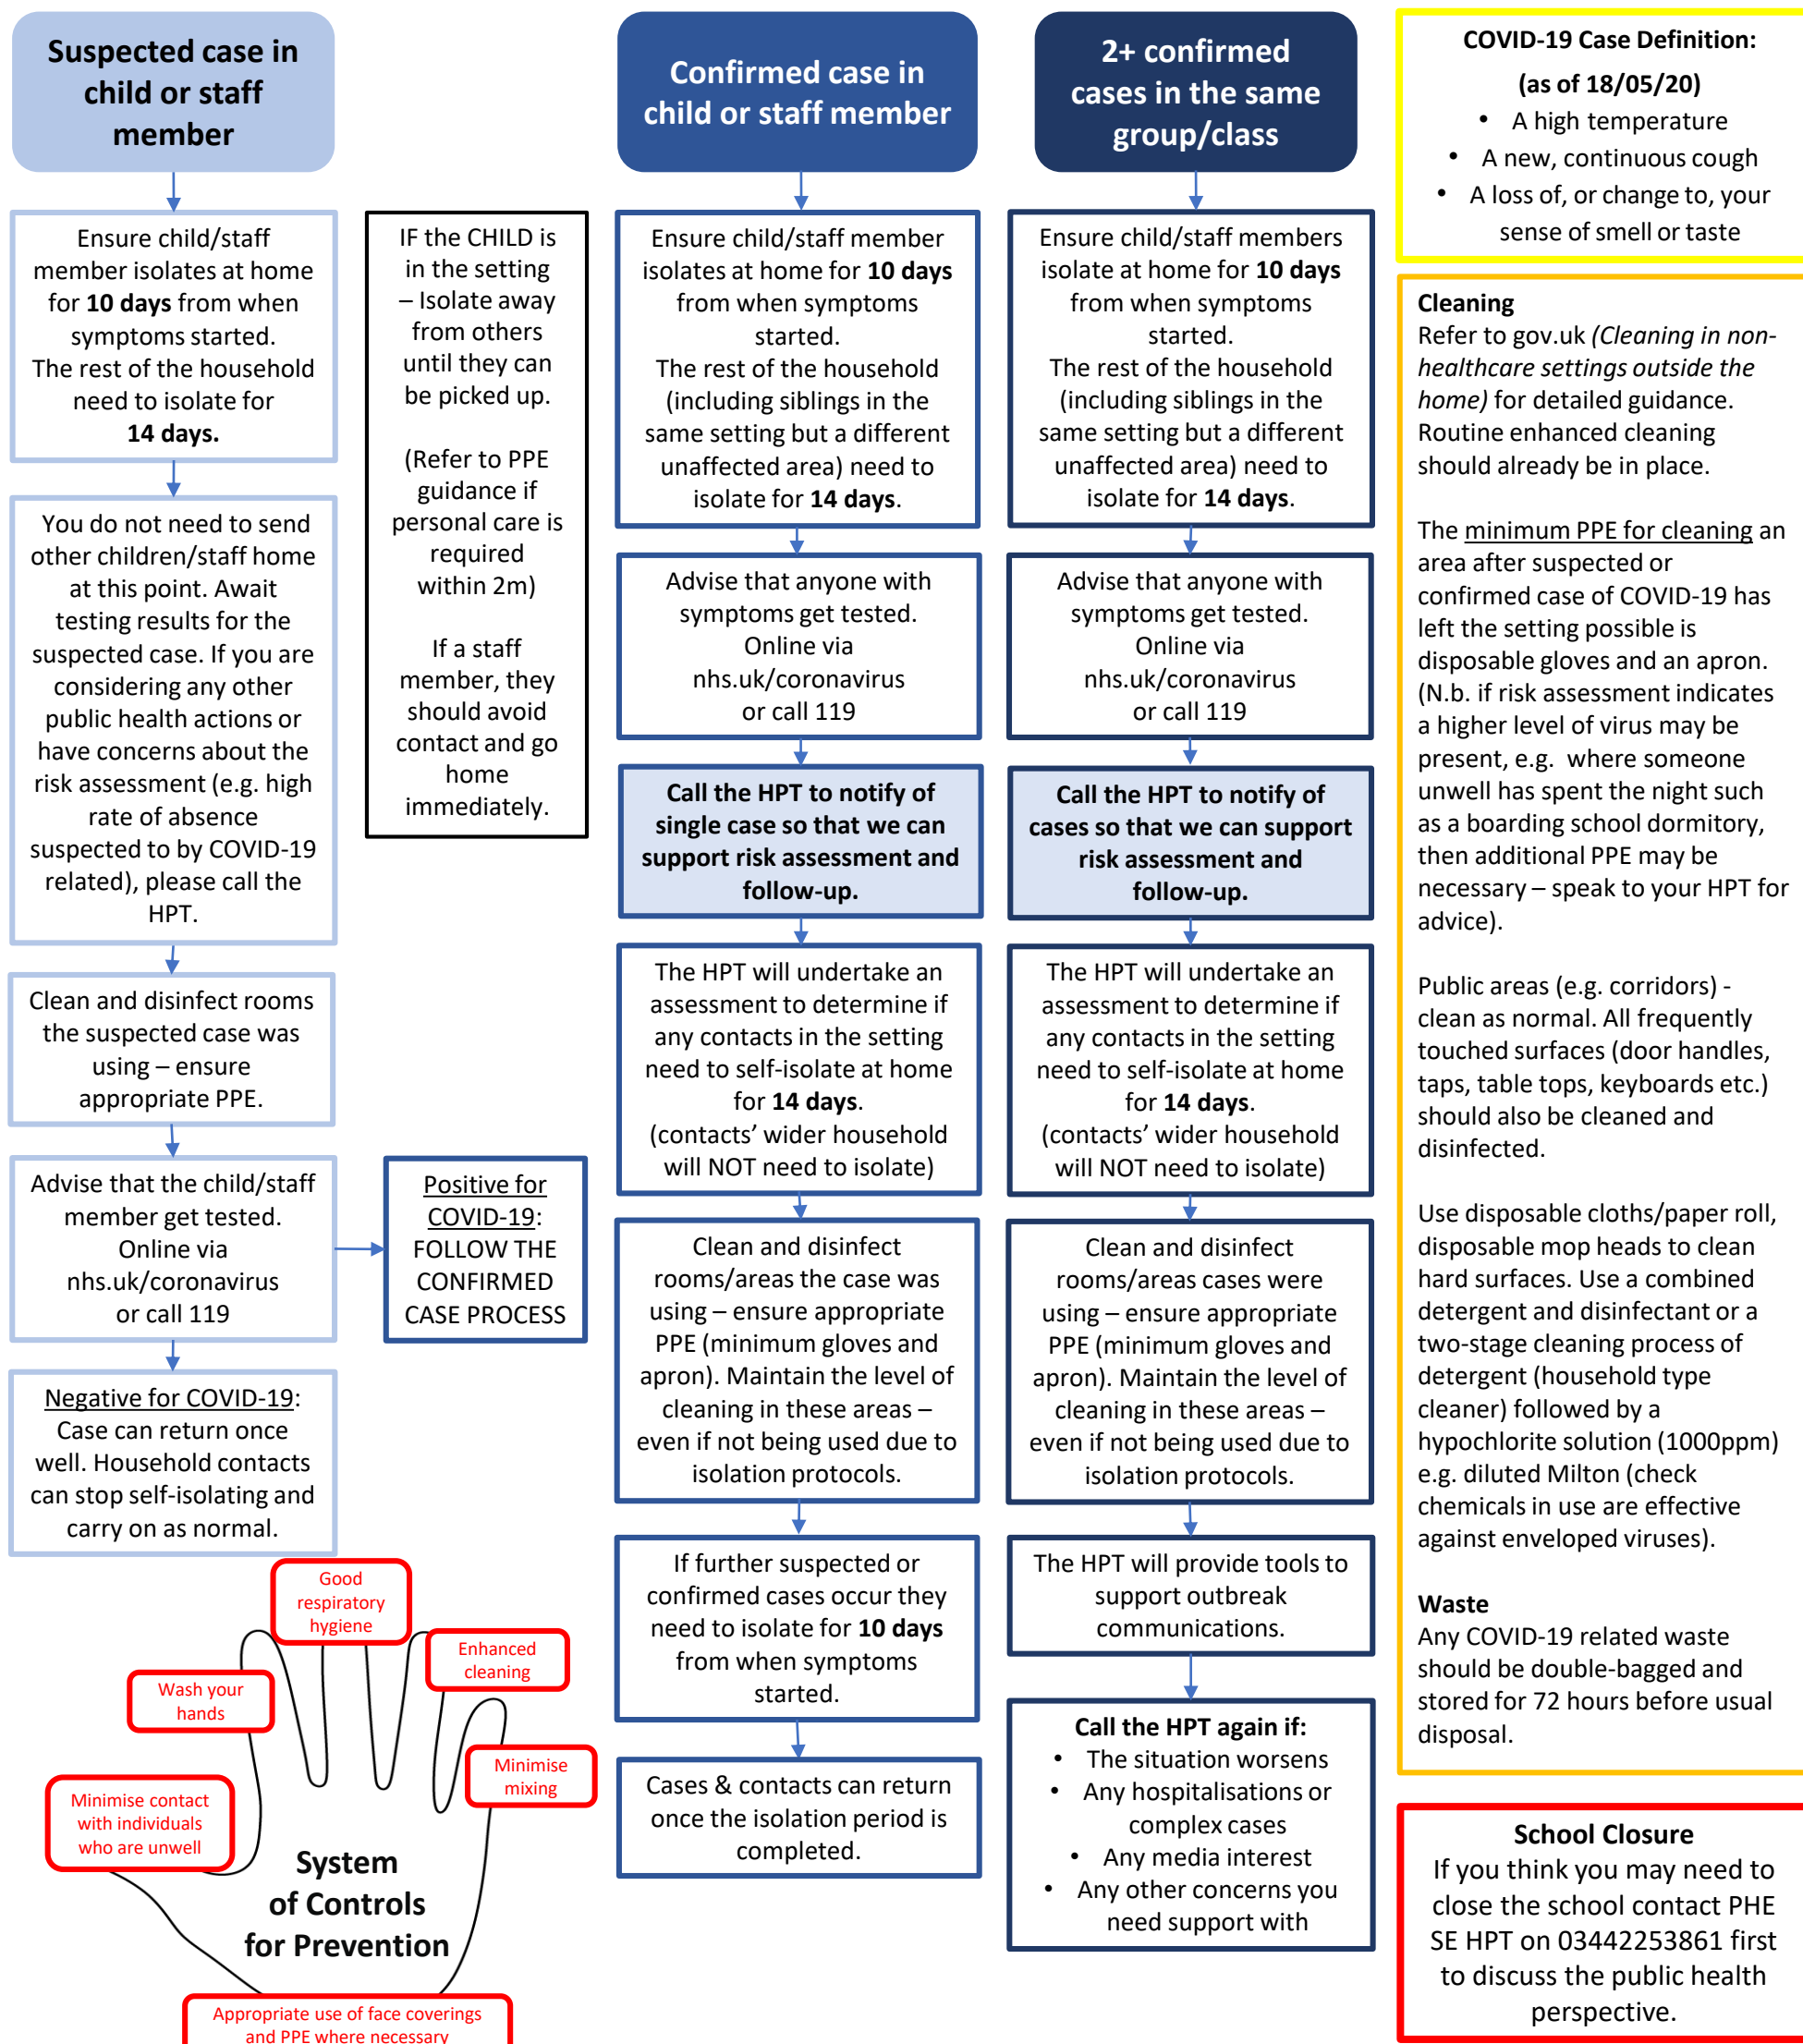 Suspected case in
child or staff
member
Ensure child/staff
member isolates at home
for 10 days from when
symptoms started.
The rest of the household
need to isolate for
14 days.
You do not need to send
other children/staff home
at this point. Await
testing results for the
suspected case. If you are
considering any other
public health actions or
have concerns about the
risk assessment (e.g. high
rate of absence
suspected to by COVID-19
related), please call the
HPT.
Clean and disinfect rooms
the suspected case was
using – ensure
appropriate PPE.
Advise that the child/staff
member get tested.
Online via
nhs.uk/coronavirus
or call 119
Negative for COVID-19:
Case can return once
well. Household contacts
can stop self-isolating and
carry on as normal.
IF the CHILD is
in the setting
– Isolate away
from others
until they can
be picked up.
(Refer to PPE
guidance if
personal care is
required
within 2m)
If a staff
member, they
should avoid
contact and go
home
immediately.
Positive for
COVID-19:
FOLLOW THE
CONFIRMED
CASE PROCESS
Confirmed case in
child or staff member
Ensure child/staff member
isolates at home for 10 days
from when symptoms
started.
The rest of the household
(including siblings in the
same setting but a different
unaffected area) need to
isolate for 14 days.
Advise that anyone with
symptoms get tested.
Online via
nhs.uk/coronavirus
or call 119
Call the HPT to notify of
single case so that we can
support risk assessment and
follow-up.
The HPT will undertake an
assessment to determine if
any contacts in the setting
need to self-isolate at home
for 14 days.
(contacts’ wider household
will NOT need to isolate)
Clean and disinfect
rooms/areas the case was
using – ensure appropriate
PPE (minimum gloves and
apron). Maintain the level of
cleaning in these areas –
even if not being used due to
isolation protocols.
If further suspected or
confirmed cases occur they
need to isolate for 10 days
from when symptoms
started.
Cases & contacts can return
once the isolation period is
completed.
2+ confirmed
cases in the same
group/class
Ensure child/staff members
isolate at home for 10 days
from when symptoms
started.
The rest of the household
(including siblings in the
same setting but a different
unaffected area) need to
isolate for 14 days.
Advise that anyone with
symptoms get tested.
Online via
nhs.uk/coronavirus
or call 119
Call the HPT to notify of
cases so that we can support
risk assessment and
follow-up.
The HPT will undertake an
assessment to determine if
any contacts in the setting
need to self-isolate at home
for 14 days.
(contacts’ wider household
will NOT need to isolate)
Clean and disinfect
rooms/areas cases were
using – ensure appropriate
PPE (minimum gloves and
apron). Maintain the level of
cleaning in these areas –
even if not being used due to
isolation protocols.
The HPT will provide tools to
support outbreak
communications.
Call the HPT again if:
• The situation worsens
• Any hospitalisations or
complex cases
• Any media interest
• Any other concerns you
need support with
COVID-19 Case Definition:
(as of 18/05/20)
• A high temperature
• A new, continuous cough
• A loss of, or change to, your
sense of smell or taste
Cleaning
Refer to gov.uk (Cleaning in non-
healthcare settings outside the
home) for detailed guidance.
Routine enhanced cleaning
should already be in place.
The minimum PPE for cleaning an
area after suspected or
confirmed case of COVID-19 has
left the setting possible is
disposable gloves and an apron.
(N.b. if risk assessment indicates
a higher level of virus may be
present, e.g. where someone
unwell has spent the night such
as a boarding school dormitory,
then additional PPE may be
necessary – speak to your HPT for
advice).
Public areas (e.g. corridors) -
clean as normal. All frequently
touched surfaces (door handles,
taps, table tops, keyboards etc.)
should also be cleaned and
disinfected.
Use disposable cloths/paper roll,
disposable mop heads to clean
hard surfaces. Use a combined
detergent and disinfectant or a
two-stage cleaning process of
detergent (household type
cleaner) followed by a
hypochlorite solution (1000ppm)
e.g. diluted Milton (check
chemicals in use are effective
against enveloped viruses).
Waste
Any COVID-19 related waste
should be double-bagged and
stored for 72 hours before usual
disposal.
School Closure
If you think you may need to
close the school contact PHE
SE HPT on 03442253861 first
to discuss the public health
perspective.
Good
respiratory
hygiene
Enhanced
cleaning
Wash your
hands
Minimise
mixing
Minimise contact
with individuals
who are unwell
System
of Controls
for Prevention
Appropriate use of face coverings
and PPE where necessary